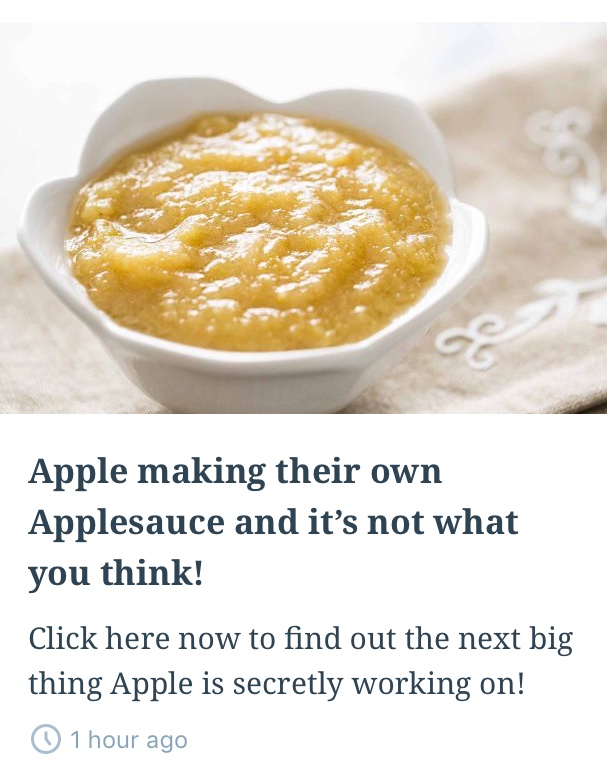 Apple making their own
Applesauce and it’s not what
you think!
Click here now to find out the next big
thing Apple is secretly working on!
1 hour ago